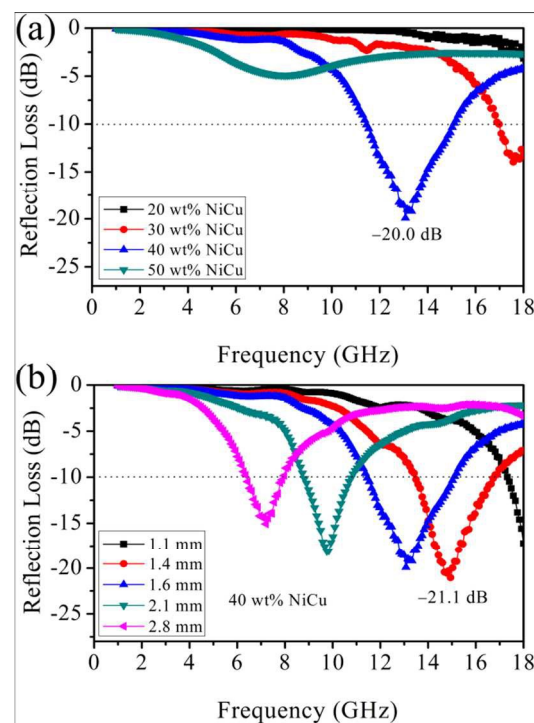 (a)
0
-5
-10
-15
-20
-25
Reflection Loss (dB)
20 wt% NiCu
30 wt% NiCu
40 wt% NiCu
50 wt% NiCu
−20.0 dB
0 2 4 6 8 10 12 14 16 18
Frequency (GHz)
(b)
0
-5
-10
-15
-20
-25
Reflection Loss (dB)
1.1 mm
1.4 mm
1.6 mm
2.1 mm
2.8 mm
40 wt% NiCu
−21.1 dB
0 2 4 6 8 10 12 14 16 18
Frequency (GHz)